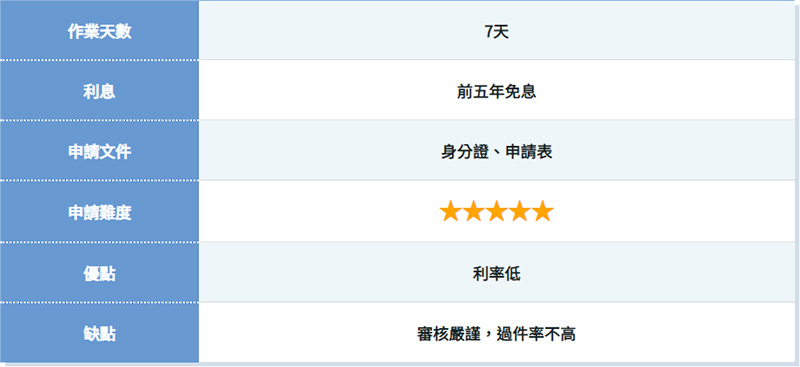 作業天數 7天
利息 前五年免息
申請文件 身分證、申請表
申請難度 ★★★★★
優點 利率低
缺點 審核嚴謹，過件率不高